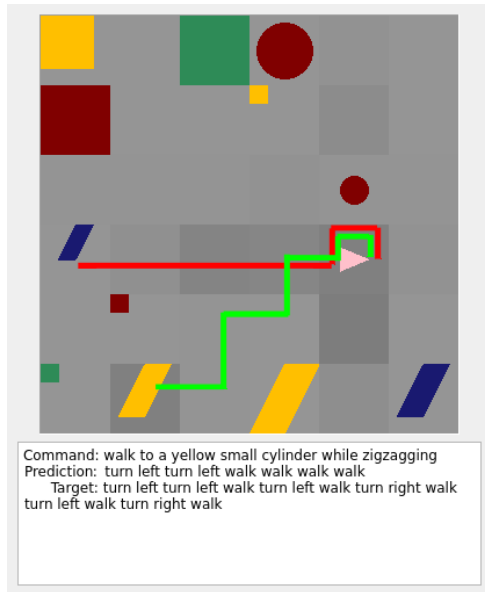 Command: walk to a yellow small cylinder while zigzagging
Prediction: turn left turn left walk walk walk walk
Target: turn left turn left walk turn left walk turn right walk
turn left walk turn right walk